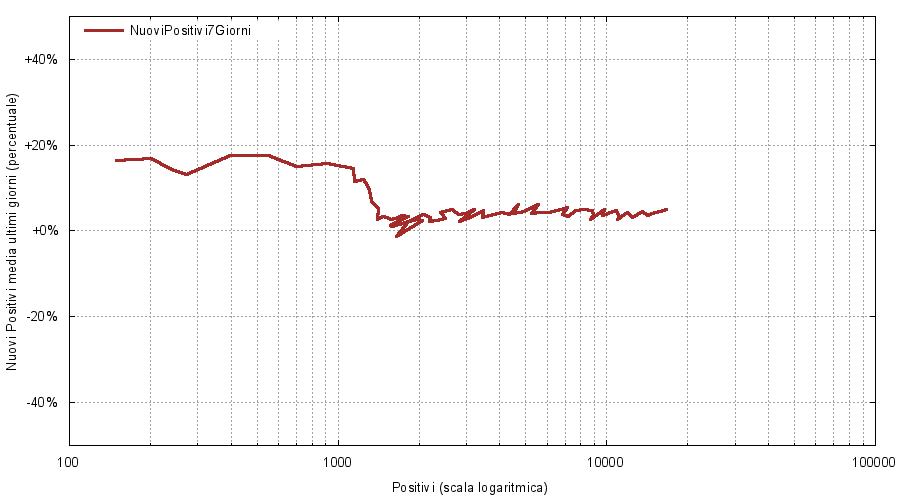 NuoviPositivi7Giorni
+40%
+20%
+0%
-20%
-40%
Nuovi Positivi media ultimi giorni (percentuale)
100 1000 10000 100000
Positivi (scala logaritmica)